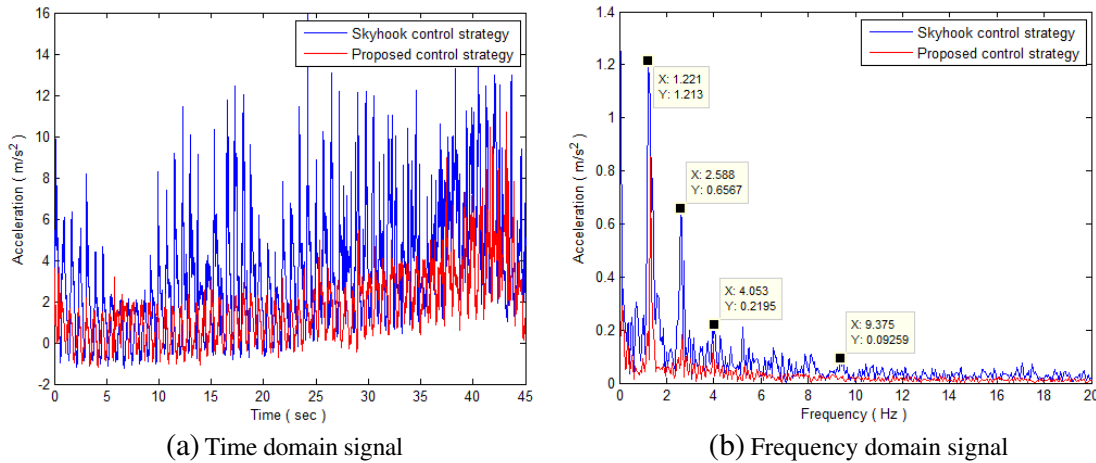 16
14
12
10
8
6
4
2
0
-2
0 5 10 15 20 25 30 35 40 45
Acceleration ( m/s²)
Time ( sec )
Skyhook control strategy
Proposed control strategy
(a) Time domain signal
1.4
1.2
1
0.8
0.6
0.4
0.2
0
0 2 4 6 8 10 12 14 16 18 20
Acceleration ( m/s²)
Frequency ( Hz )
Skyhook control strategy
Proposed control strategy
X: 1.221
Y: 1.213
X: 2.588
Y: 0.6567
X: 4.053
Y: 0.2195
X: 9.375
Y: 0.09259
(b) Frequency domain signal